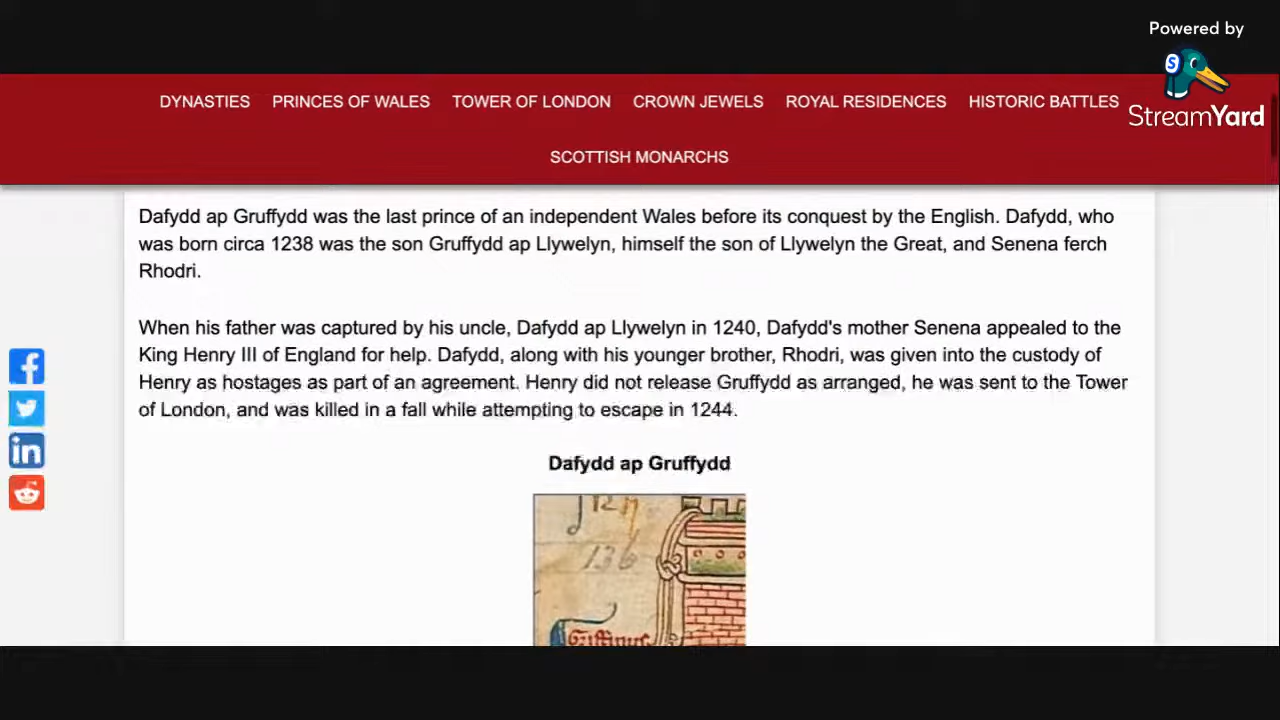 Powered by
StreamYard
DYNASTIES PRINCES OF WALES TOWER OF LONDON CROWN JEWELS ROYAL RESIDENCES HISTORIC BATTLES
SCOTTISH MONARCHS
Dafydd ap Gruffydd was the last prince of an independent Wales before its conquest by the English. Dafydd, who
was born circa 1238 was the son Gruffydd ap Llywelyn, himself the son of Llywelyn the Great, and Senena ferch
Rhodri.
When his father was captured by his uncle, Dafydd ap Llywelyn in 1240, Dafydd's mother Senena appealed to the
King Henry III of England for help. Dafydd, along with his younger brother, Rhodri, was given into the custody of
Henry as hostages as part of an agreement. Henry did not release Gruffydd as arranged, he was sent to the Tower
of London, and was killed in a fall while attempting to escape in 1244.
Dafydd ap Gruffydd
136